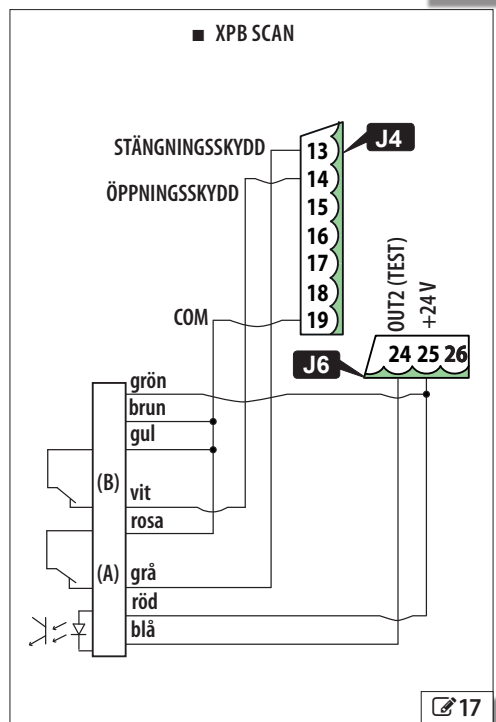 ■ XPB SCAN
STÄNGNINGSSKYDD
ÖPPNINGSSKYDD
COM
13
14
15
16
17
18
19
J4
OUT2 (TEST)
+24 V
24 25 26
J6
grön
brun
gul
(B)
vit
rosa
(A)
grå
röd
blå
17